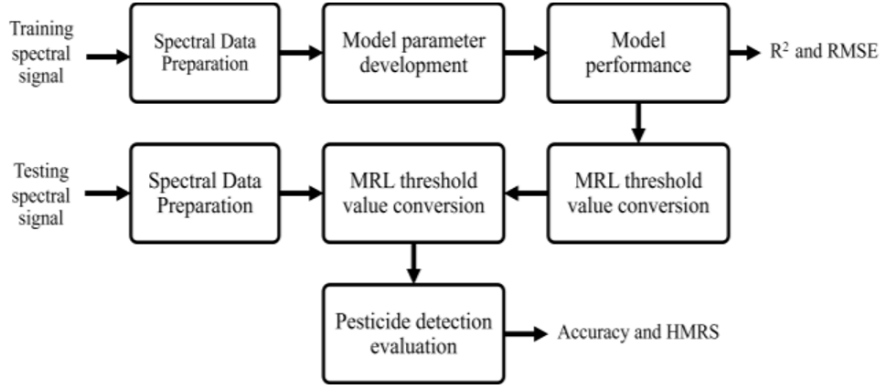 Training
spectral
signal
Spectral Data
Preparation
Model parameter
development
Model
performance
R² and RMSE
Testing
spectral
signal
Spectral Data
Preparation
MRL threshold
value conversion
MRL threshold
value conversion
Pesticide detection
evaluation
Accuracy and HMRS